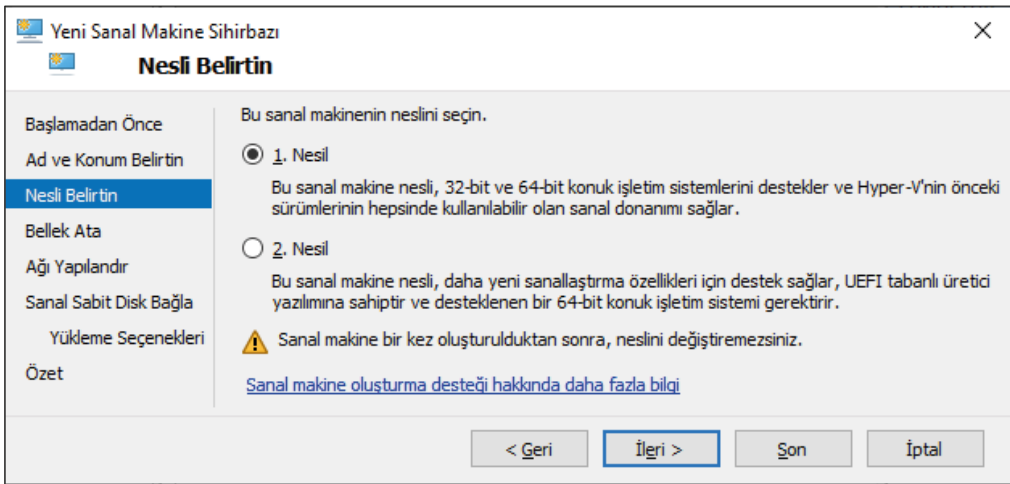 Yeni Sanal Makine Sihirbazı
Nesli Belirtin
Başlamadan Önce
Ad ve Konum Belirtin
Nesli Belirtin
Bellek Ata
Ağı Yapılandır
Sanal Sabit Disk Bağla
Yükleme Seçenekleri
Özet
Bu sanal makinenin neslini seçin.
1. Nesil
Bu sanal makine nesli, 32-bit ve 64-bit konuk işletim sistemlerini destekler ve Hyper-V'nin önceki
sürümlerinin hepsinde kullanılabilir olan sanal donanımı sağlar.
2. Nesil
Bu sanal makine nesli, daha yeni sanallaştırma özellikleri için destek sağlar, UEFI tabanlı üretici
yazılımına sahiptir ve desteklenen bir 64-bit konuk işletim sistemi gerektirir.
Sanal makine bir kez oluşturulduktan sonra, neslini değiştiremezsiniz.
Sanal makine oluşturma desteği hakkında daha fazla bilgi
< Geri
İleri >
Son
İptal